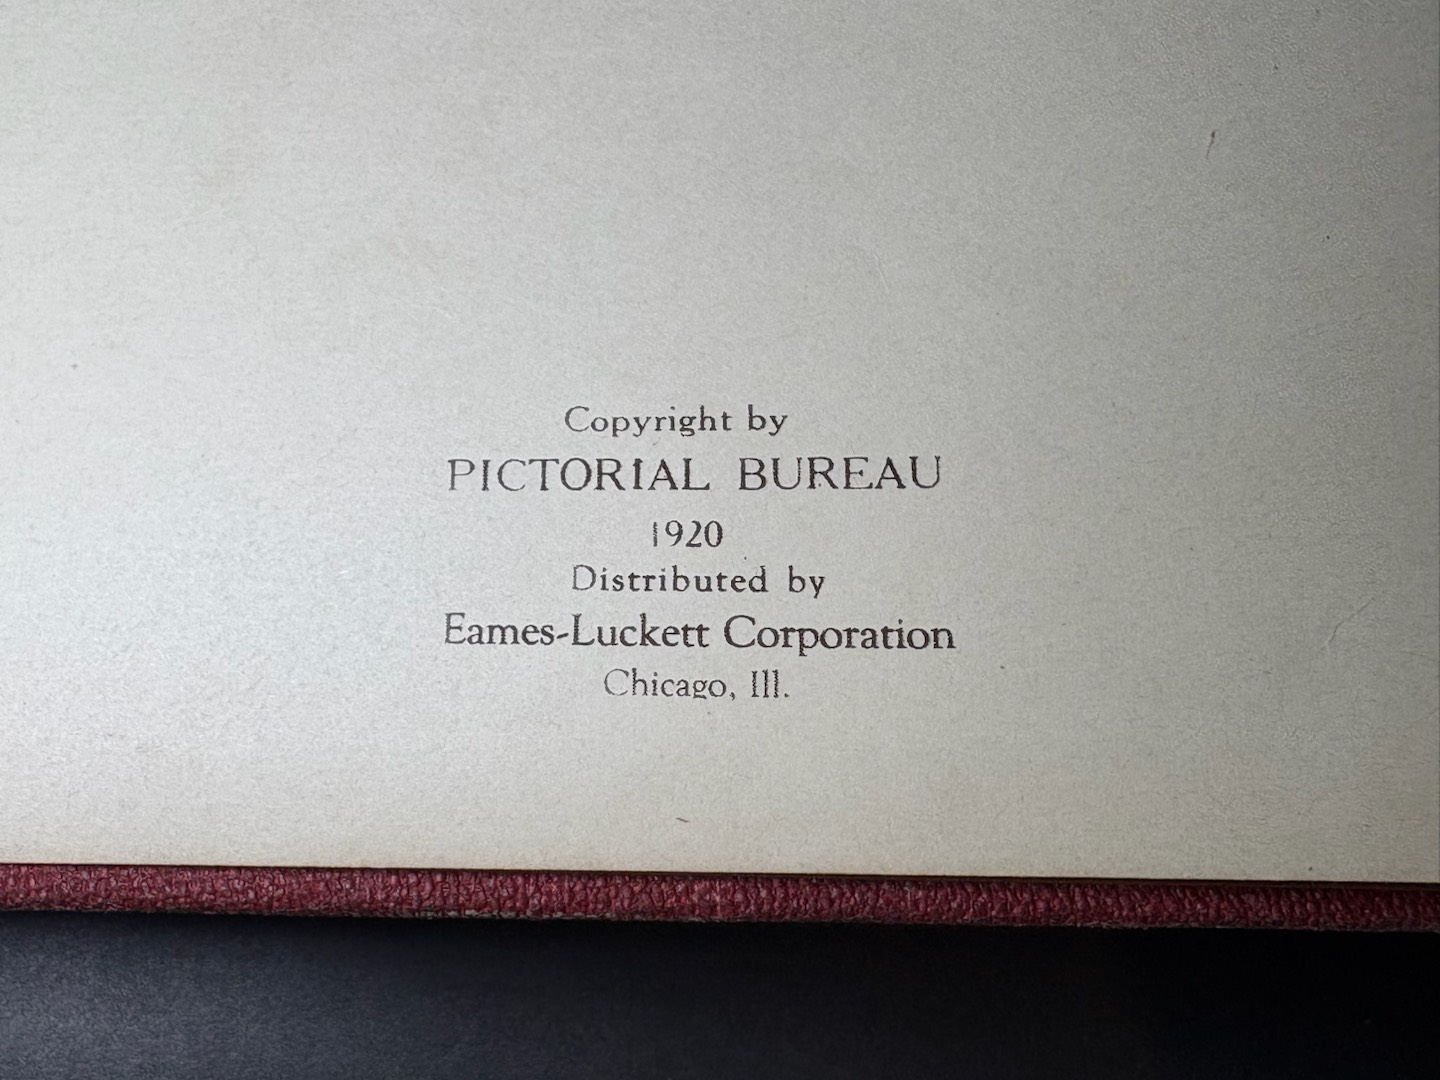 Copyright by
PICTORIAL BUREAU
1920
Distributed by
Eames-Luckett Corporation
Chicago, Ill.